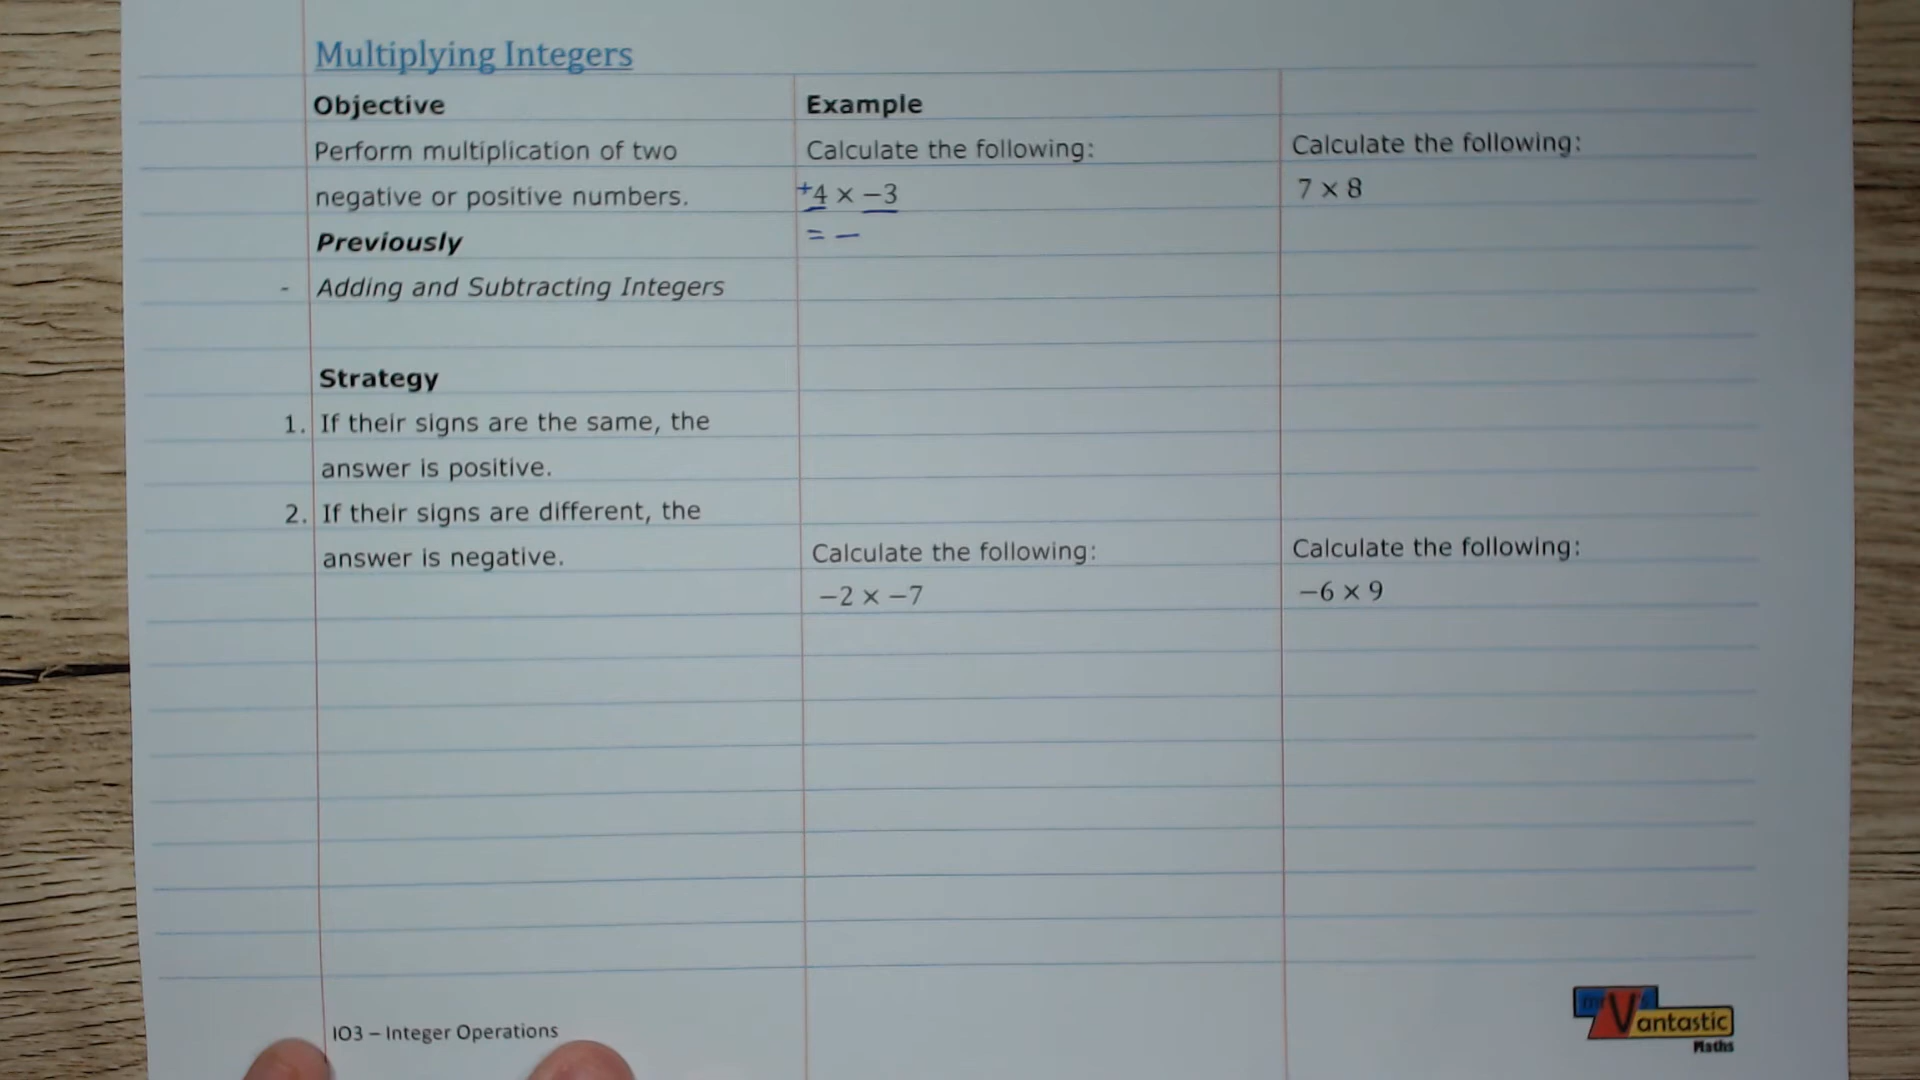 Multiplying Integers
Objective
Perform multiplication of two
negative or positive numbers.
Previously
- Adding and Subtracting Integers
Strategy
1. If their signs are the same, the
answer is positive.
2. If their signs are different, the
answer is negative.
Example
Calculate the following:
+4 × −3
= −
Calculate the following:
−2 × −7
Calculate the following:
7 × 8
Calculate the following:
−6 × 9
IO3 – Integer Operations
Vantastic
Maths